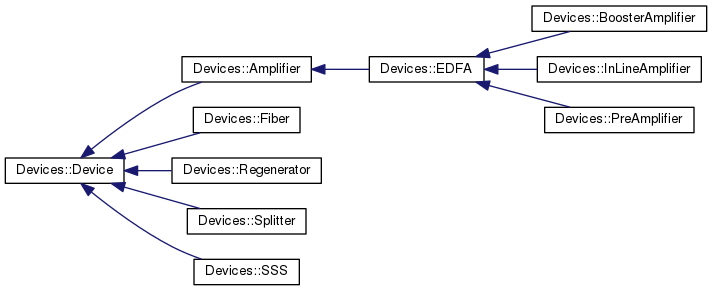 Devices::BoosterAmplifier
Devices::Amplifier
Devices::EDFA
Devices::InLineAmplifier
Devices::Fiber
Devices::PreAmplifier
Devices::Device
Devices::Regenerator
Devices::Splitter
Devices::SSS